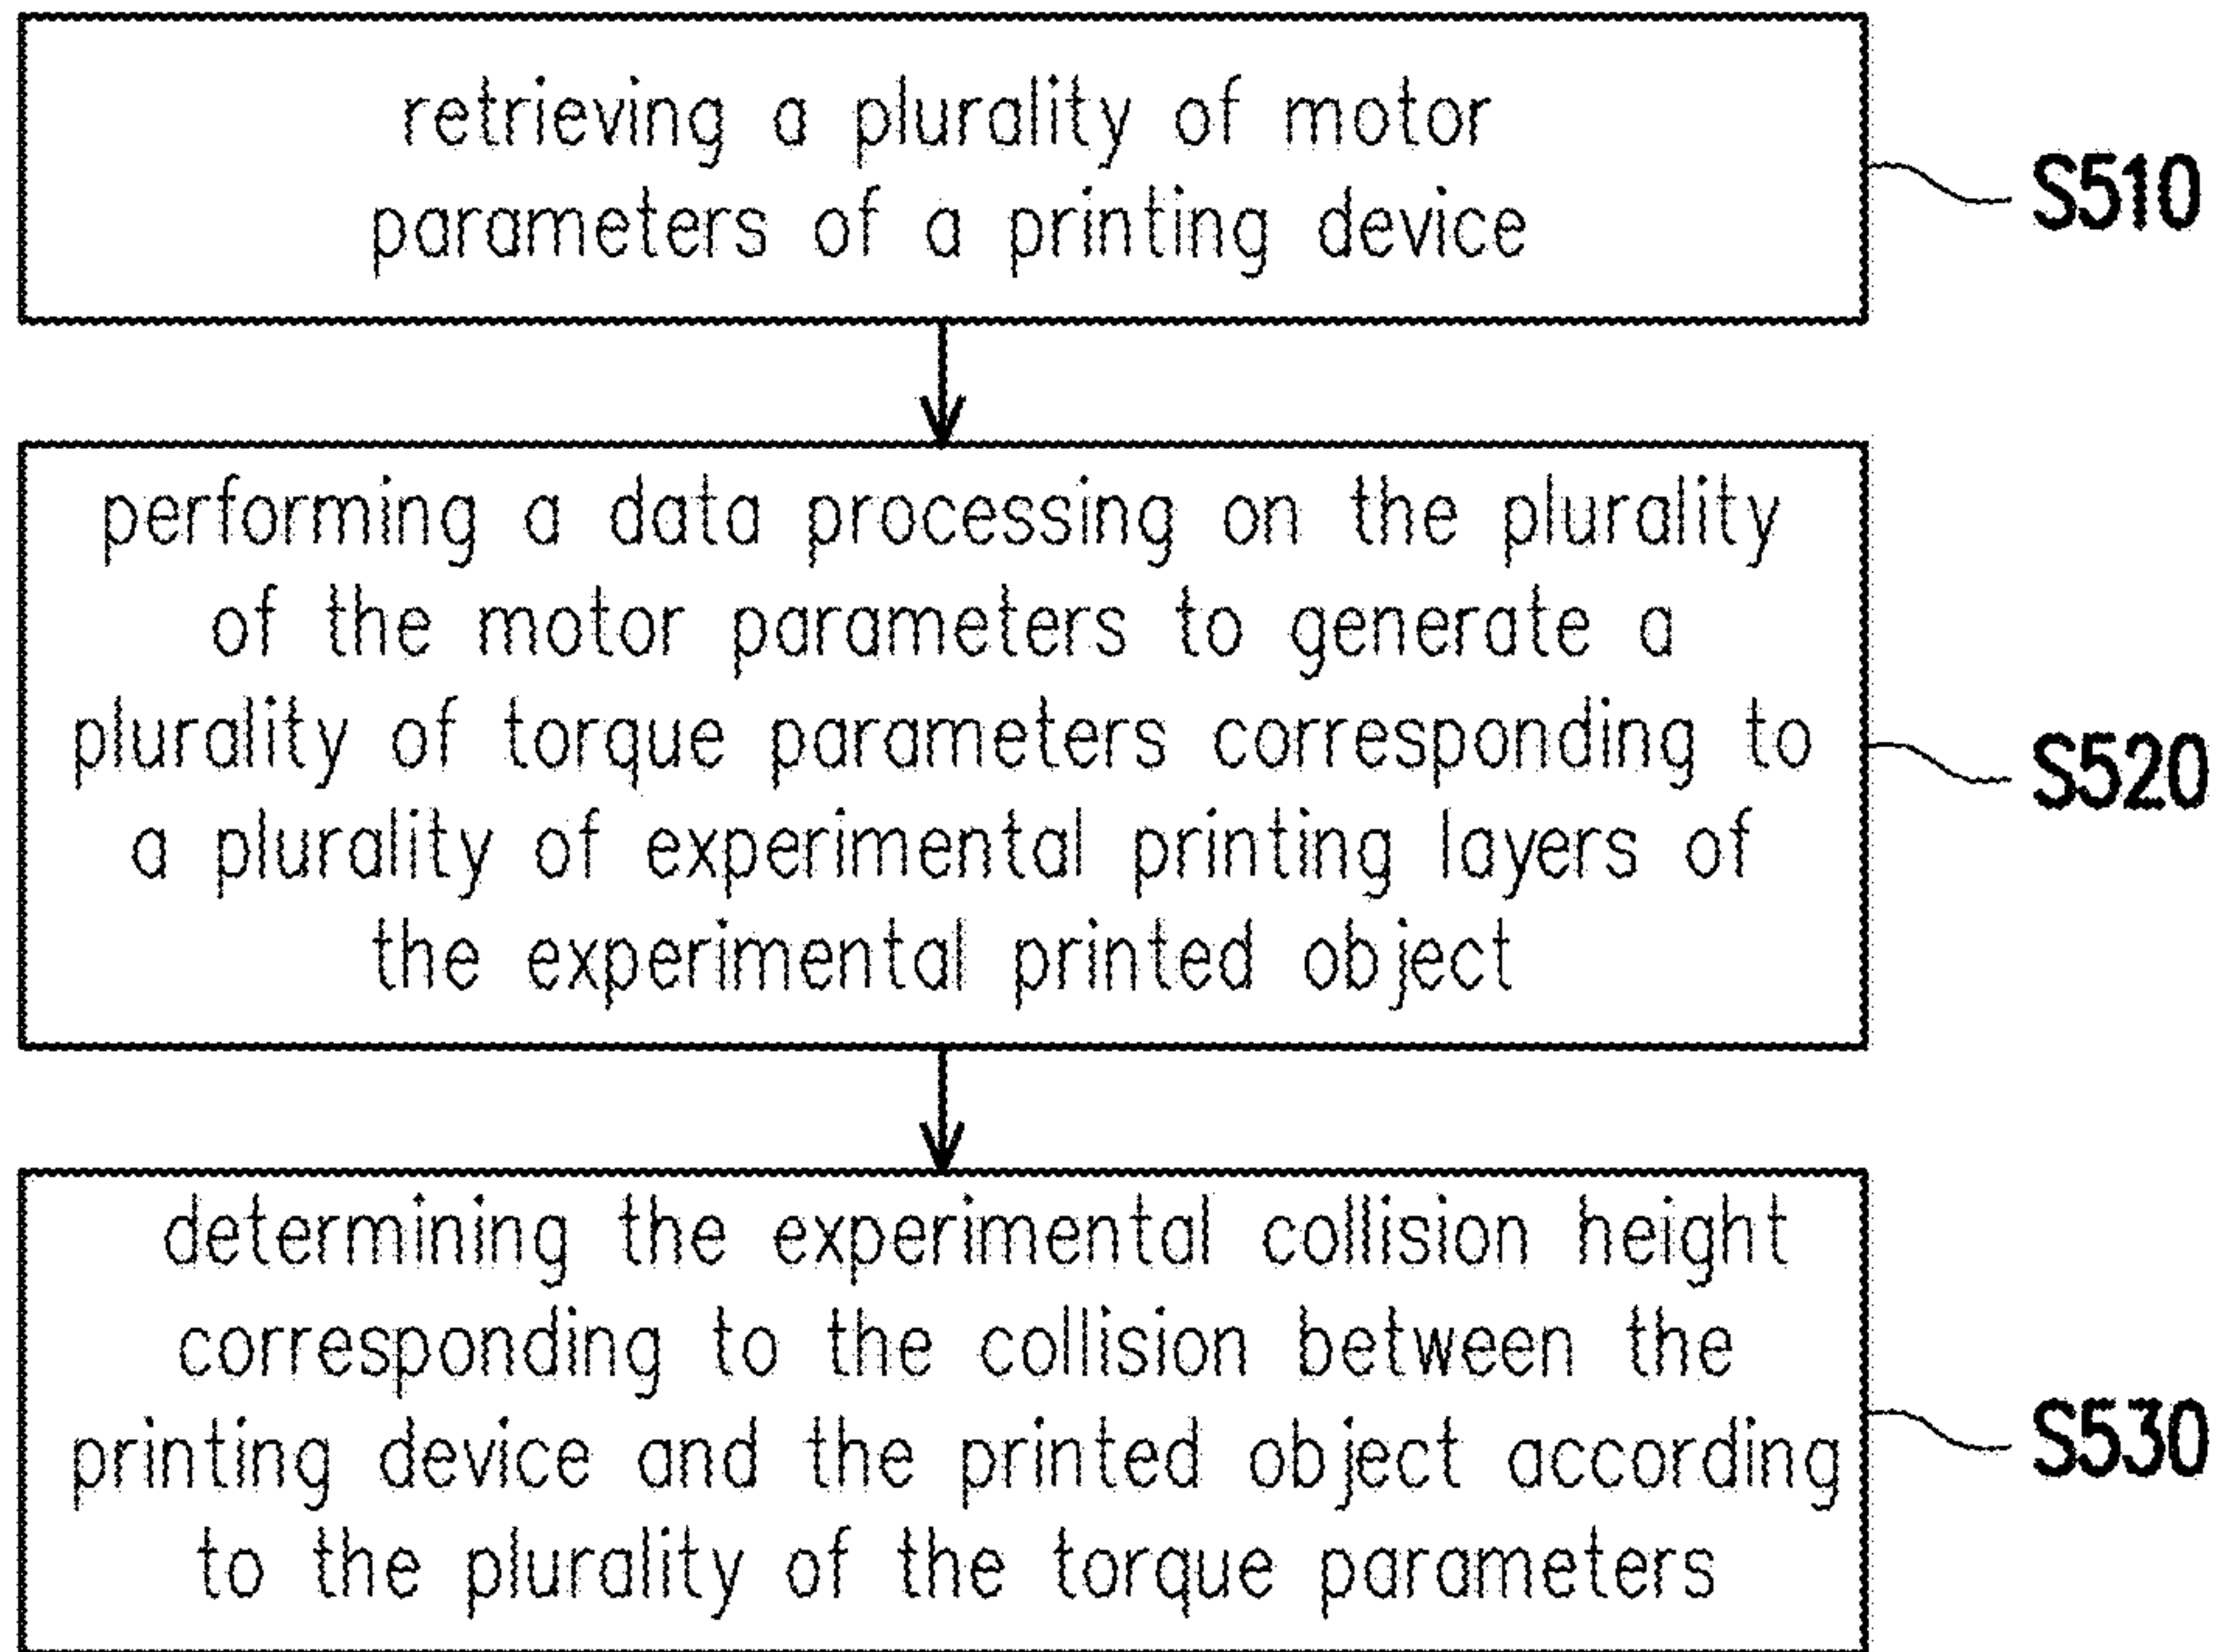 retrieving a plurality of motor
parameters of a printing device
S510
performing a data processing on the plurality
of the motor parameters to generate a
plurality of torque parameters corresponding to
a plurality of experimental printing layers of
the experimental printed object
S520
determining the experimental collision height
corresponding to the collision between the
printing device and the printed object according
to the plurality of the torque parameters
S530